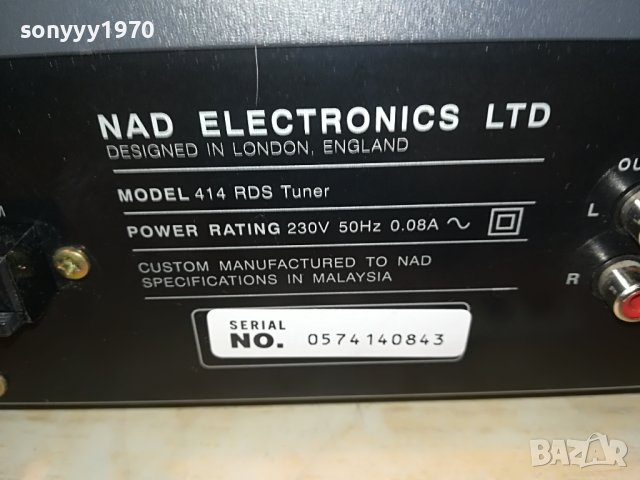 sonyyy1970
NAD ELECTRONICS LTD
DESIGNED IN LONDON, ENGLAND
MODEL 414 RDS Tuner
POWER RATING 230V 50Hz 0.08A ~
CUSTOM MANUFACTURED TO NAD
SPECIFICATIONS IN MALAYSIA
SERIAL
NO. 0574140843
L
R
BAZAR